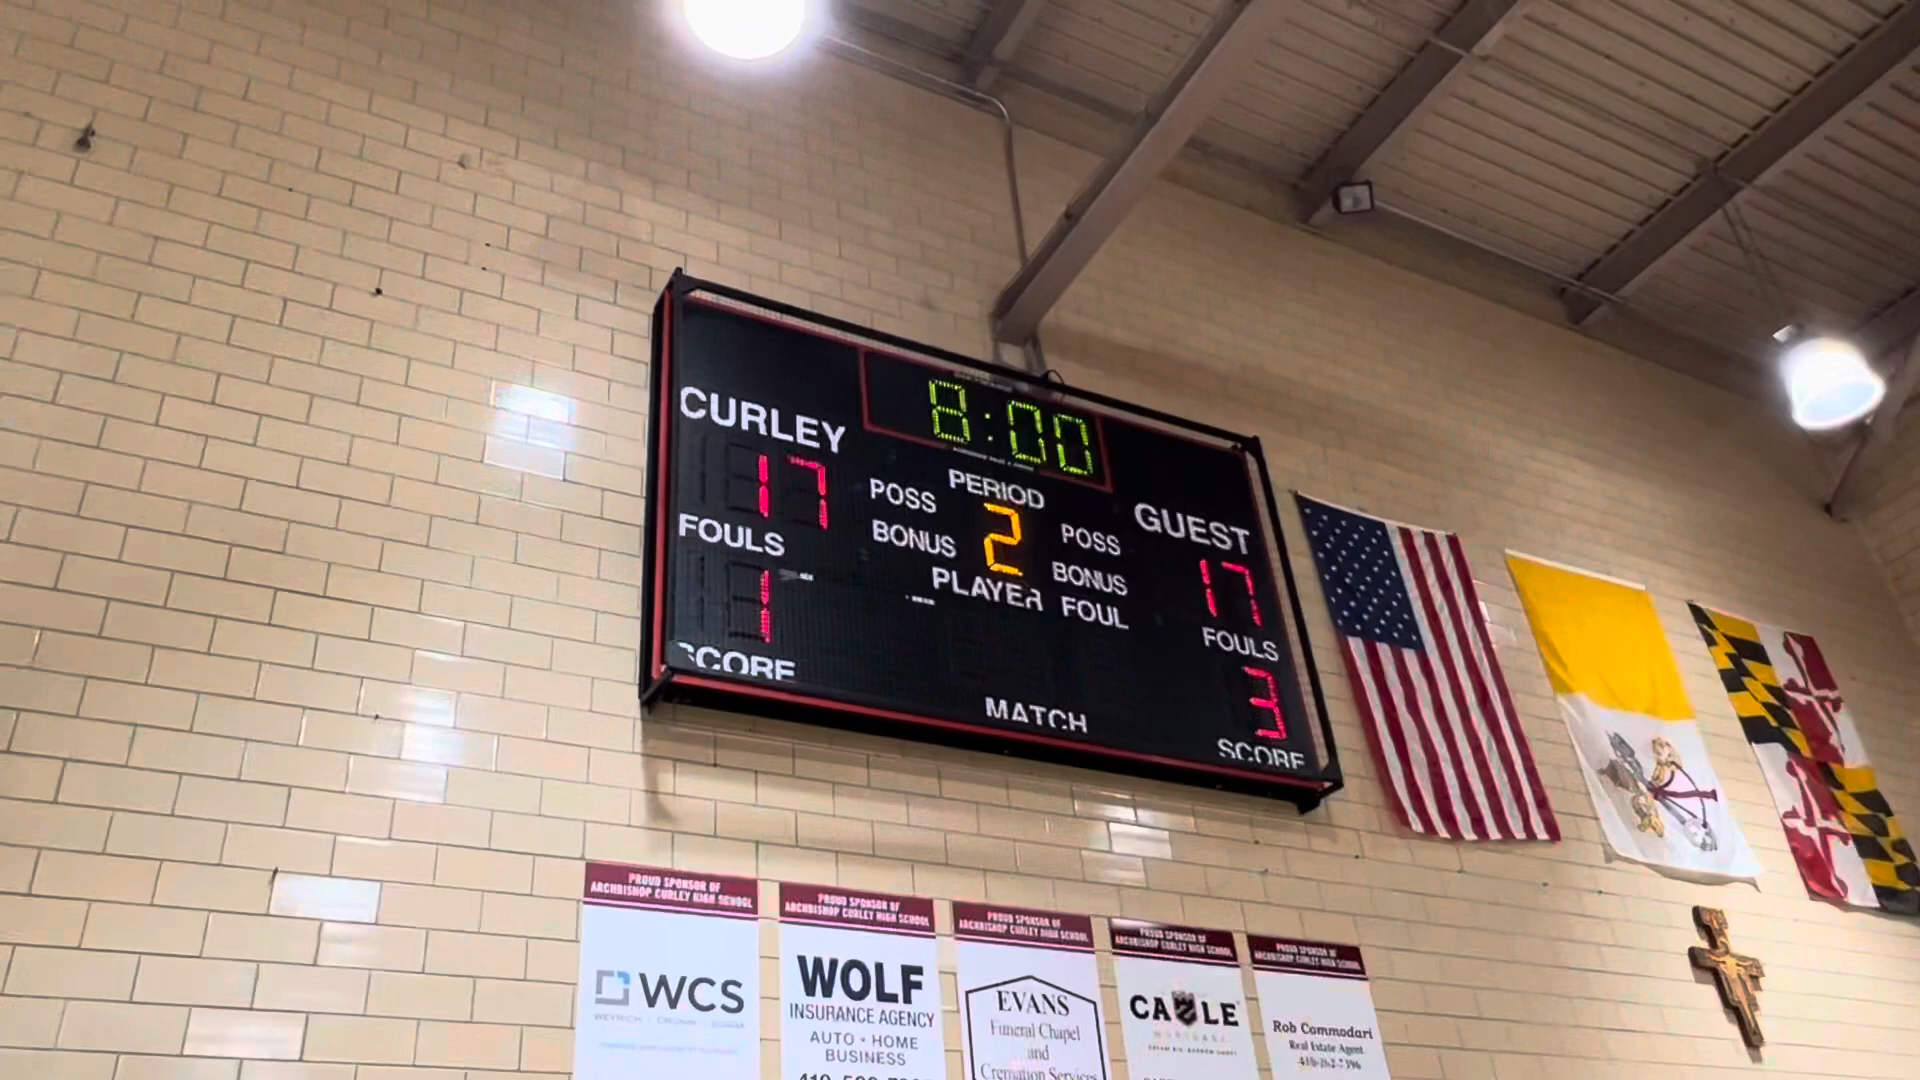 8:00
CURLEY
PERIOD
17
POSS
2
POSS
GUEST
BONUS
BONUS
17
FOULS
PLAYER FOUL
FOULS
1
3
SCORE
MATCH
SCORE
PROUD SPONSOR OF
ARCHBISHOP CURLEY HIGH SCHOOL
WCS
PROUD SPONSOR OF
ARCHBISHOP CURLEY HIGH SCHOOL
WOLF
INSURANCE AGENCY
AUTO • HOME
BUSINESS
PROUD SPONSOR OF
ARCHBISHOP CURLEY HIGH SCHOOL
EVANS
Funeral Chapel
and
Cremation Services
PROUD SPONSOR OF
ARCHBISHOP CURLEY HIGH SCHOOL
PROUD SPONSOR OF
ARCHBISHOP CURLEY HIGH SCHOOL
Rob Commodari
Real Estate Agent